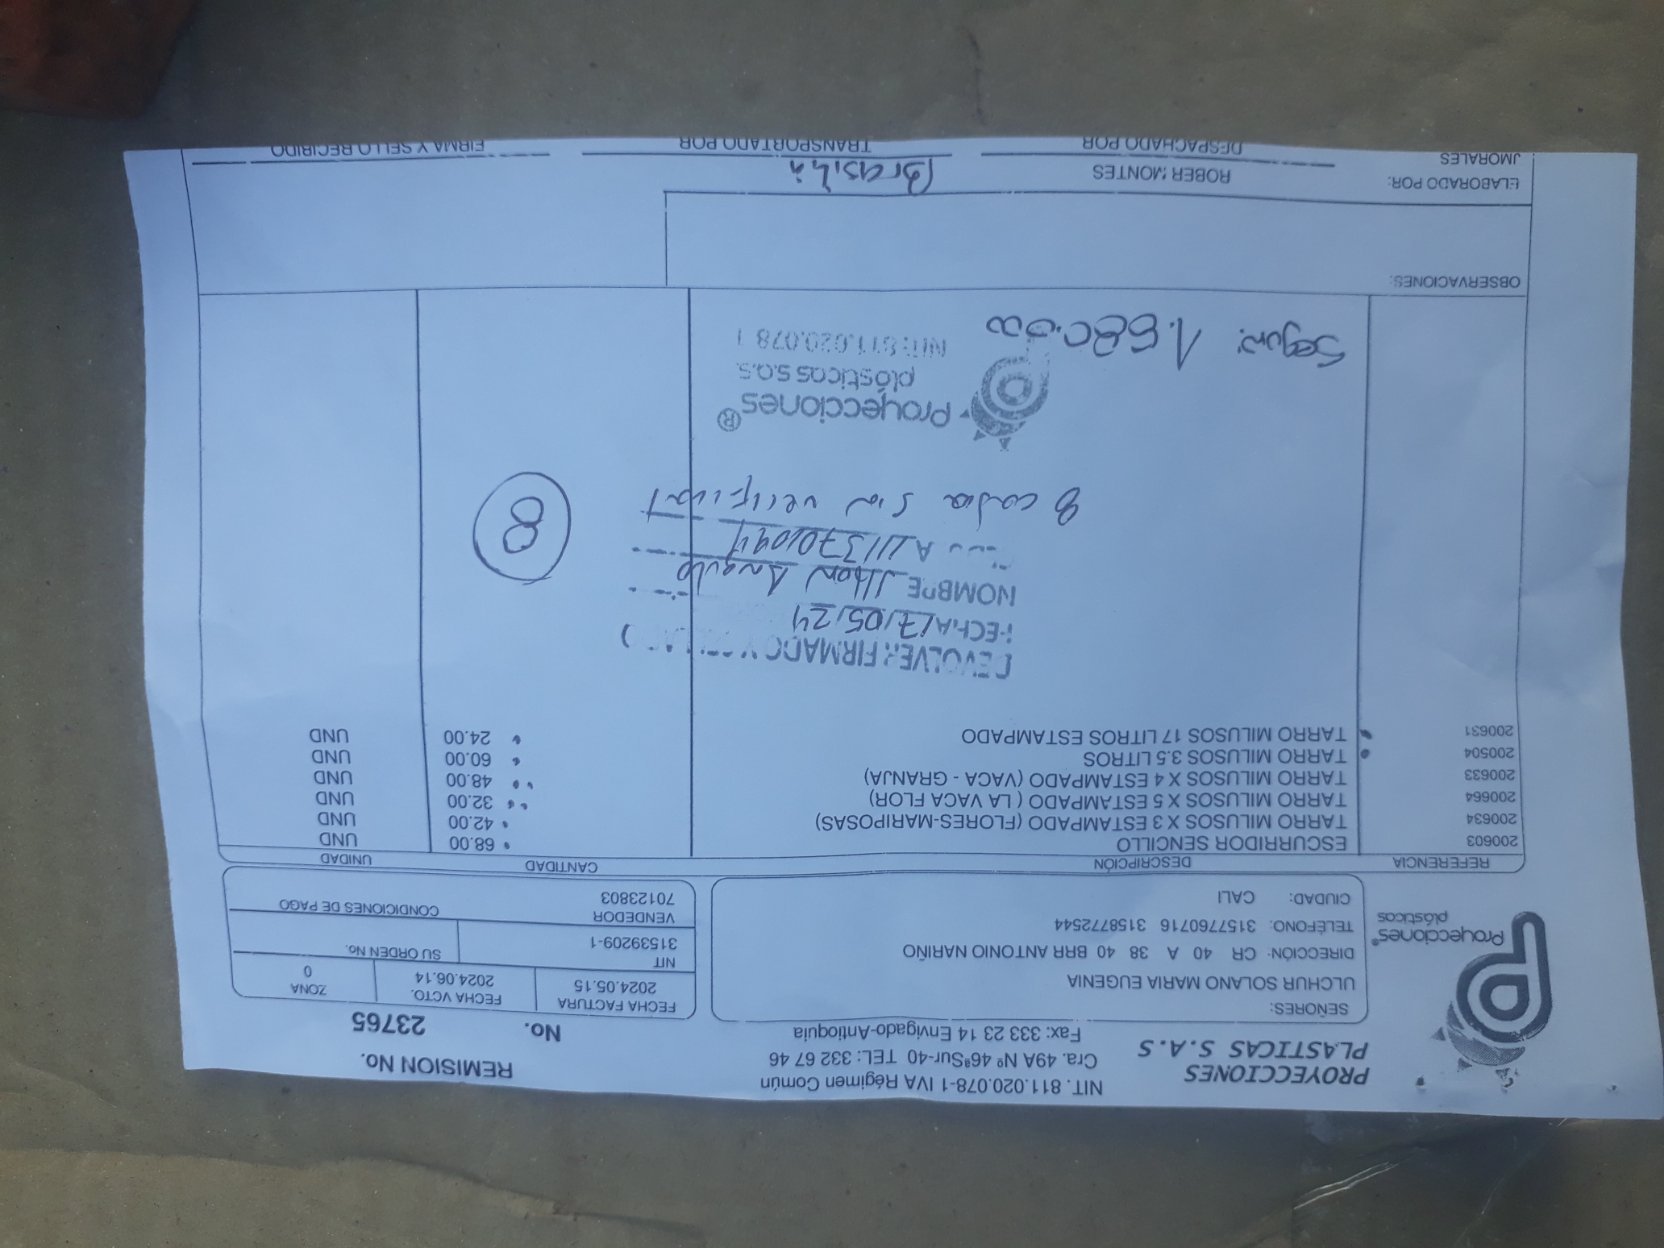 PROYECCIONES
PLASTICAS S.A.S
NIT. 811.020.078-1 IVA Régimen Común
Cra. 49A Nº 46ªSur-40 TEL: 332 67 46
Fax: 333 23 14 Envigado-Antioquia
REMISION No.
No. 23765
Proyecciones®
plásticas
SEÑORES:
ULCHUR SOLANO MARIA EUGENIA
DIRECCIÓN: CR 40 A 38 40 BRR ANTONIO NARIÑO
TELÉFONO: 3157760716 3158772544
CIUDAD: CALI
FECHA FACTURA FECHA VCTO. ZONA
2024.05.15 2024.06.14 0
NIT SU ORDEN No.
31539209-1
VENDEDOR CONDICIONES DE PAGO
70123803
REFERENCIA DESCRIPCIÓN CANTIDAD UNIDAD
200603 ESCURRIDOR SENCILLO 68.00 UND
200634 TARRO MILUSOS X 3 ESTAMPADO (FLORES-MARIPOSAS) 42.00 UND
200664 TARRO MILUSOS X 5 ESTAMPADO ( LA VACA FLOR) 32.00 UND
200633 TARRO MILUSOS X 4 ESTAMPADO (VACA - GRANJA) 48.00 UND
200504 TARRO MILUSOS 3.5 LITROS 60.00 UND
200631 TARRO MILUSOS 17 LITROS ESTAMPADO 24.00 UND
DEVOLVER FIRMADO Y
FECHA 17/05/24
NOMBRE Jhon Angulo
8
8 sin verificar
Proyecciones®
plásticas s.a.s.
NIT: 811.020.078 1
Segun:
OBSERVACIONES:
ELABORADO POR: ROBER MONTES Brasilia
JMORALES DESPACHADO POR TRANSPORTADO POR FIRMA Y SELLO RECIBIDO